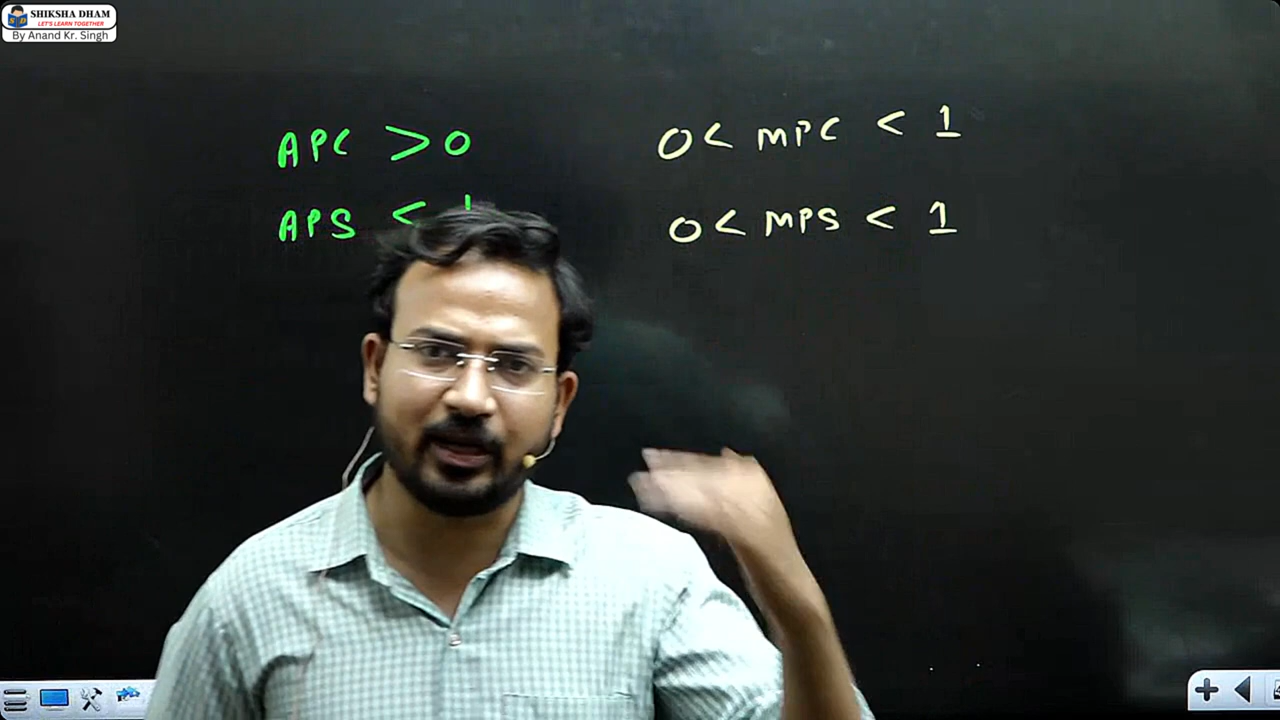 SHIKSHA DHAM
LET'S LEARN TOGETHER
By Anand Kr. Singh
APC > 0
0 < MPC < 1
APS <
0 < MPS < 1